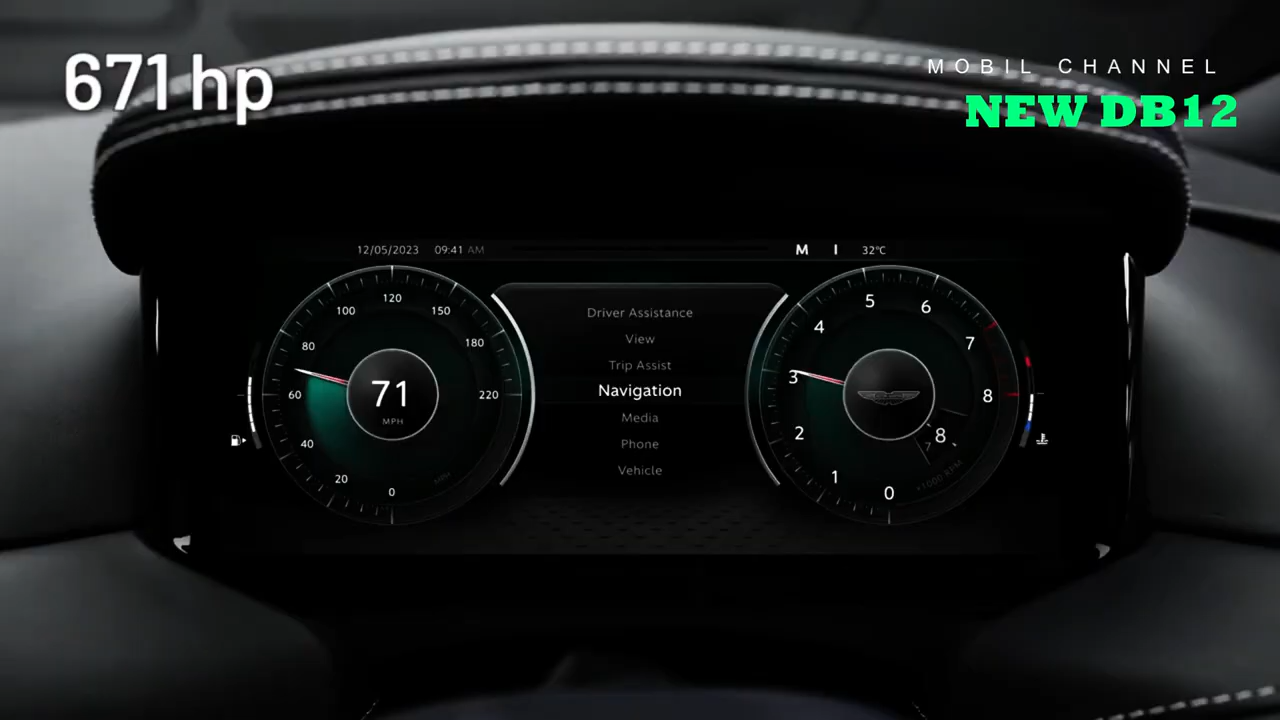 671 hp
MOBIL CHANNEL
NEW DB12
12/05/2023 09:41 AM
M I 32°C
0
20
40
60
80
100
120
150
180
220
71
MPH
Driver Assistance
View
Trip Assist
Navigation
Media
Phone
Vehicle
0
1
2
3
4
5
6
7
8
8
×1000 RPM